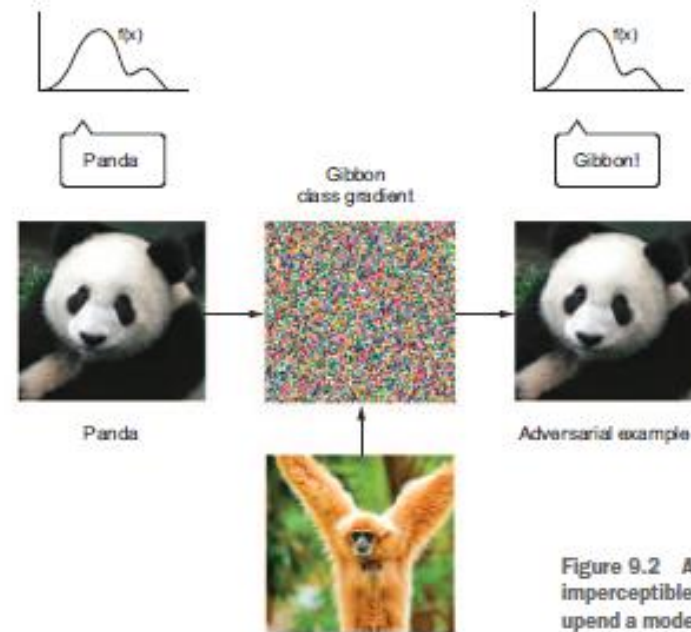 f(x)
f(x)
Panda
Gibbon!
Gibbon
class gradient
Panda
Adversarial example
Figure 9.2 A
imperceptible
upend a mode